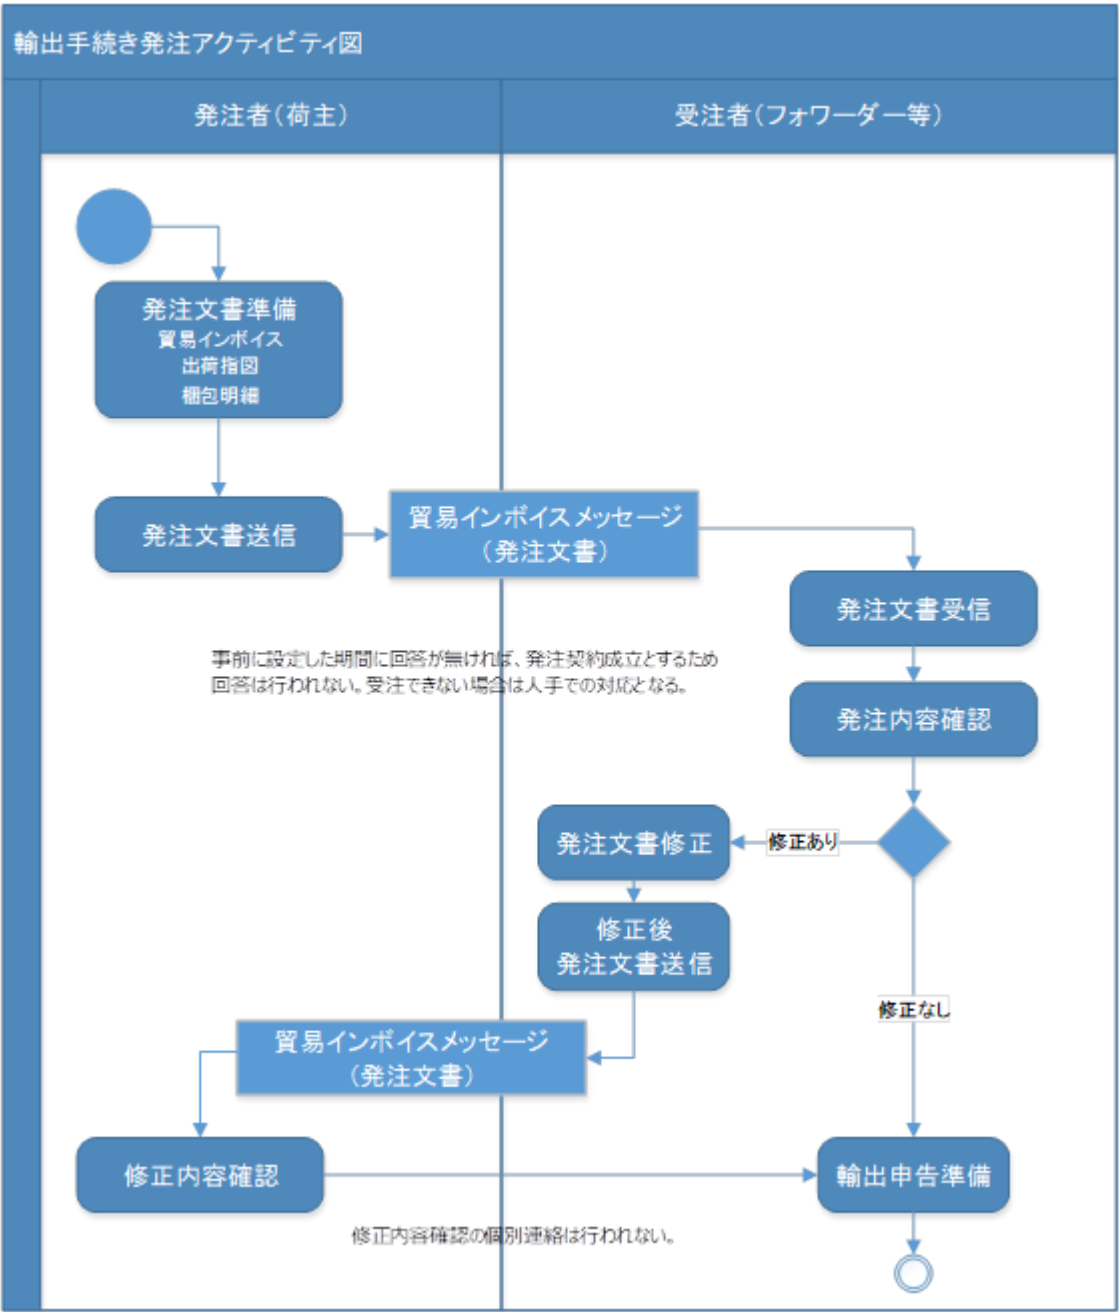 輸出手続き発注アクティビティ図
発注者（荷主）
受注者（フォワーダー等）
発注文書準備
貿易インボイス
出荷指図
梱包明細
発注文書送信
貿易インボイスメッセージ
（発注文書）
発注文書受信
事前に設定した期間に回答が無ければ、発注契約成立とするため
回答は行われない。受注できない場合は人手での対応となる。
発注内容確認
修正あり
発注文書修正
修正後
発注文書送信
修正なし
貿易インボイスメッセージ
（発注文書）
修正内容確認
輸出申告準備
修正内容確認の個別連絡は行われない。